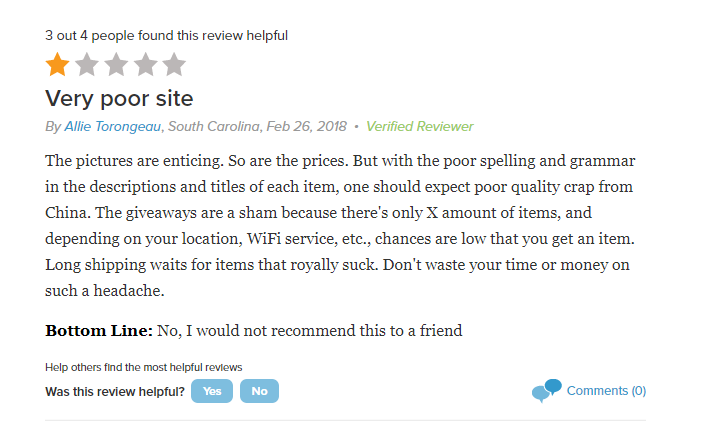 3 out 4 people found this review helpful
Very poor site
By Allie Torongeau, South Carolina, Feb 26, 2018 • Verified Reviewer
The pictures are enticing. So are the prices. But with the poor spelling and grammar
in the descriptions and titles of each item, one should expect poor quality crap from
China. The giveaways are a sham because there's only X amount of items, and
depending on your location, WiFi service, etc., chances are low that you get an item.
Long shipping waits for items that royally suck. Don't waste your time or money on
such a headache.
Bottom Line: No, I would not recommend this to a friend
Help others find the most helpful reviews
Was this review helpful? Yes No Comments (0)